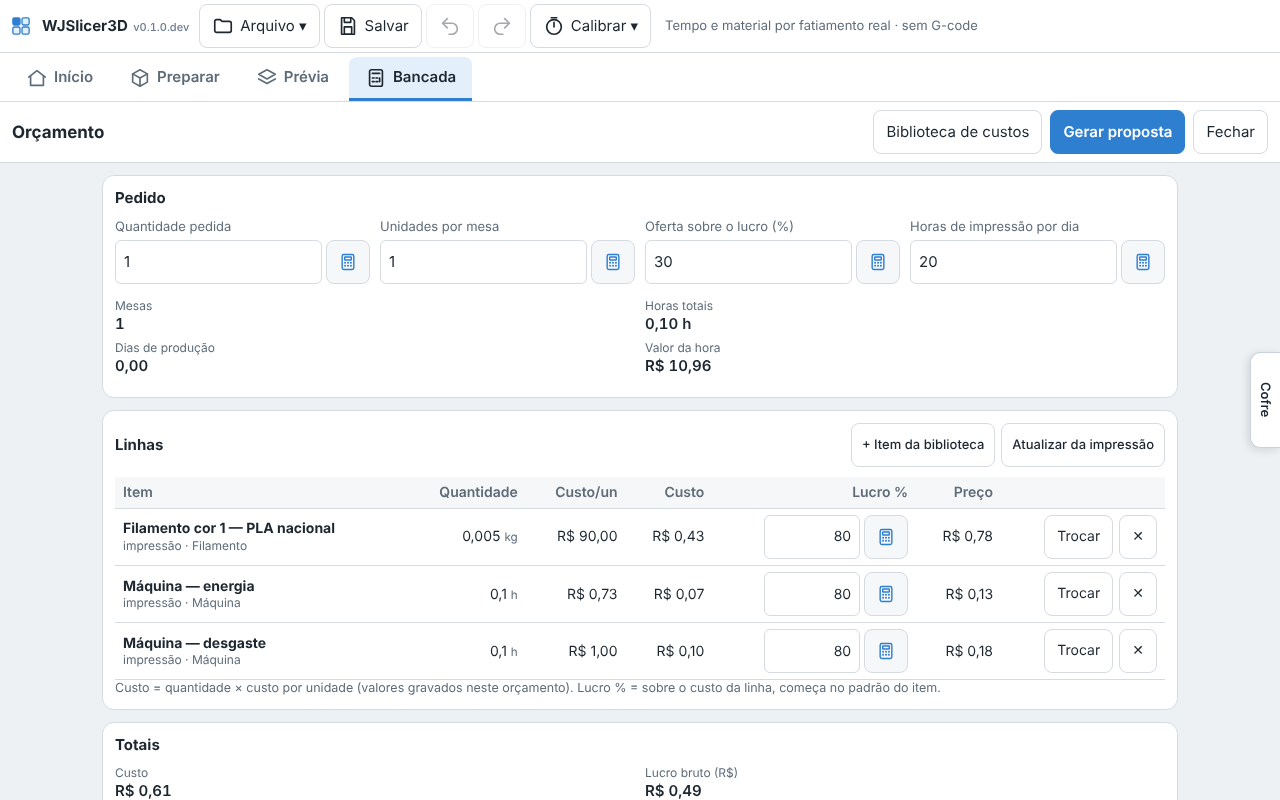 WJSlicer3D v0.1.0.dev Arquivo ▾ Salvar Calibrar ▾ Tempo e material por fatiamento real · sem G-code
Início Preparar Prévia Bancada
Orçamento Biblioteca de custos Gerar proposta Fechar
Pedido
Quantidade pedida Unidades por mesa Oferta sobre o lucro (%) Horas de impressão por dia
1 1 30 20
Mesas Horas totais
1 0,10 h
Dias de produção Valor da hora
0,00 R$ 10,96
Cofre
Linhas + Item da biblioteca Atualizar da impressão
Item Quantidade Custo/un Custo Lucro % Preço
Filamento cor 1 — PLA nacional 0,005 kg R$ 90,00 R$ 0,43 80 R$ 0,78 Trocar ✕
impressão · Filamento
Máquina — energia 0,1 h R$ 0,73 R$ 0,07 80 R$ 0,13 Trocar ✕
impressão · Máquina
Máquina — desgaste 0,1 h R$ 1,00 R$ 0,10 80 R$ 0,18 Trocar ✕
impressão · Máquina
Custo = quantidade × custo por unidade (valores gravados neste orçamento). Lucro % = sobre o custo da linha, começa no padrão do item.
Totais
Custo Lucro bruto (R$)
R$ 0,61 R$ 0,49